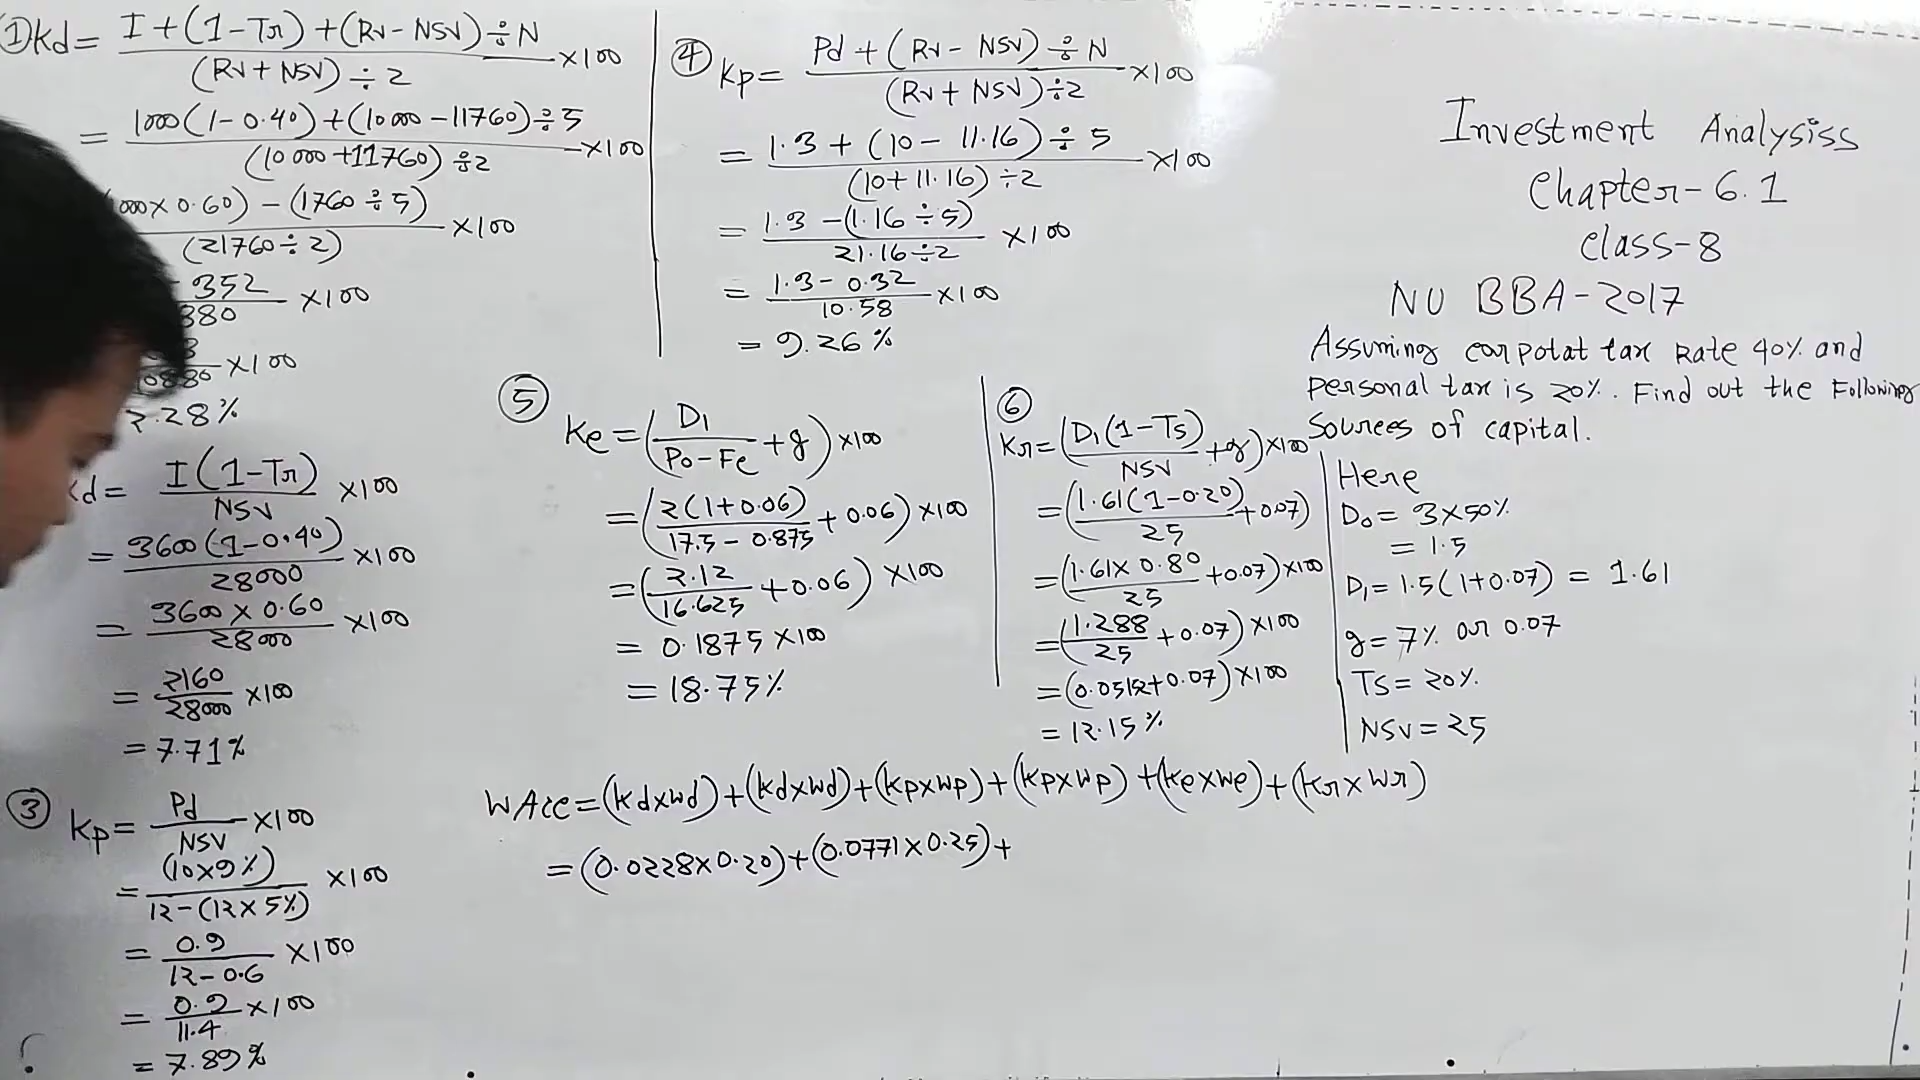 ① Kd = I + (1 - Tr) + (Rv - NSV) ÷ N / (Rv + NSV) ÷ 2 × 100
= 1000 (1 - 0.40) + (10000 - 11760) ÷ 5 / (10000 + 11760) ÷ 2 × 100
000 × 0.60) - (1760 ÷ 5) / (21760 ÷ 2) × 100
- 352 / 880 × 100
10880 × 100
2.28%
Kd = I (1 - Tr) / NSV × 100
= 3600 (1 - 0.40) / 28000 × 100
= 3600 × 0.60 / 28000 × 100
= 2160 / 28000 × 100
= 7.71%
③ Kp = Pd / NSV × 100
= (10 × 9%) / 12 - (12 × 5%) × 100
= 0.9 / 12 - 0.6 × 100
= 0.9 / 11.4 × 100
= 7.89%
④ Kp = Pd + (Rv - NSV) ÷ N / (Rv + NSV) ÷ 2 × 100
= 1.3 + (10 - 11.16) ÷ 5 / (10 + 11.16) ÷ 2 × 100
= 1.3 - (1.16 ÷ 5) / 21.16 ÷ 2 × 100
= 1.3 - 0.32 / 10.58 × 100
= 9.26%
⑤ Ke = (D1 / Po - Fe + g) × 100
= (2 (1 + 0.06) / 17.5 - 0.875 + 0.06) × 100
= (2.12 / 16.625 + 0.06) × 100
= 0.1875 × 100
= 18.75%
⑥ Kr = (D1 (1 - Ts) / NSV + g) × 100
= (1.61 (1 - 0.20) / 25 + 0.07)
= (1.61 × 0.80 / 25 + 0.07) × 100
= (1.288 / 25 + 0.07) × 100
= (0.0512 + 0.07) × 100
= 12.15%
Investment Analysiss
Chapter - 6.1
Class - 8
NU BBA - 2017
Assuming corpotat tax Rate 40% and
personal tax is 20%. Find out the Following
Sources of capital.
Here
D0 = 3 × 50%
= 1.5
D1 = 1.5 (1 + 0.07) = 1.61
g = 7% or 0.07
Ts = 20%
NSV = 25
WAcc = (Kd × Wd) + (Kd × Wd) + (Kp × Wp) + (Kp × Wp) + (Ke × We) + (Kr × Wr)
= (0.0228 × 0.20) + (0.0771 × 0.25) +